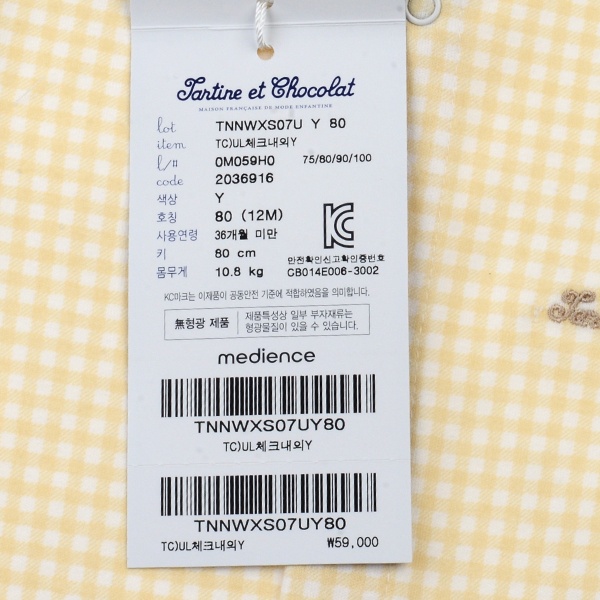 Tartine et Chocolat
MAISON FRANÇAISE DE MODE ENFANTINE
lot TNNWXS07U Y 80
item TC)UL체크내의Y
l/# 0M059H0 75/80/90/100
code 2036916
색상 Y
호칭 80 (12M)
사용연령 36개월 미만
키 80 cm
몸무게 10.8 kg
KC
안전확인신고확인증번호
CB014E006-3002
KC마크는 이제품이 공통안전 기준에 적합하였음을 의미합니다.
無형광 제품
제품특성상 일부 부자재류는
형광물질이 있을 수 있습니다.
medience
TNNWXS07UY80
TC)UL체크내의Y
TNNWXS07UY80
TC)UL체크내의Y ₩59,000